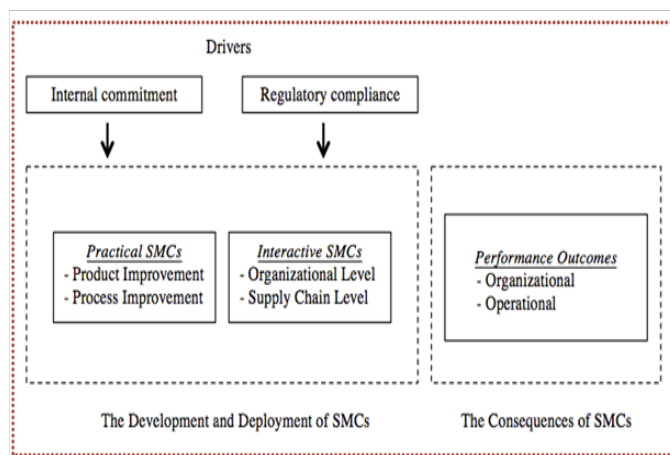 Drivers
Internal commitment
Regulatory compliance
Practical SMCs
- Product Improvement
- Process Improvement
Interactive SMCs
- Organizational Level
- Supply Chain Level
Performance Outcomes
- Organizational
- Operational
The Development and Deployment of SMCs
The Consequences of SMCs